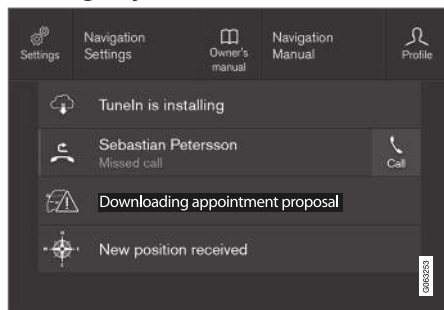 Settings
Navigation
Settings
Owner's
manual
Navigation
Manual
Profile
TuneIn is installing
Sebastian Petersson
Missed call
Call
Downloading appointment proposal
New position received
G063253